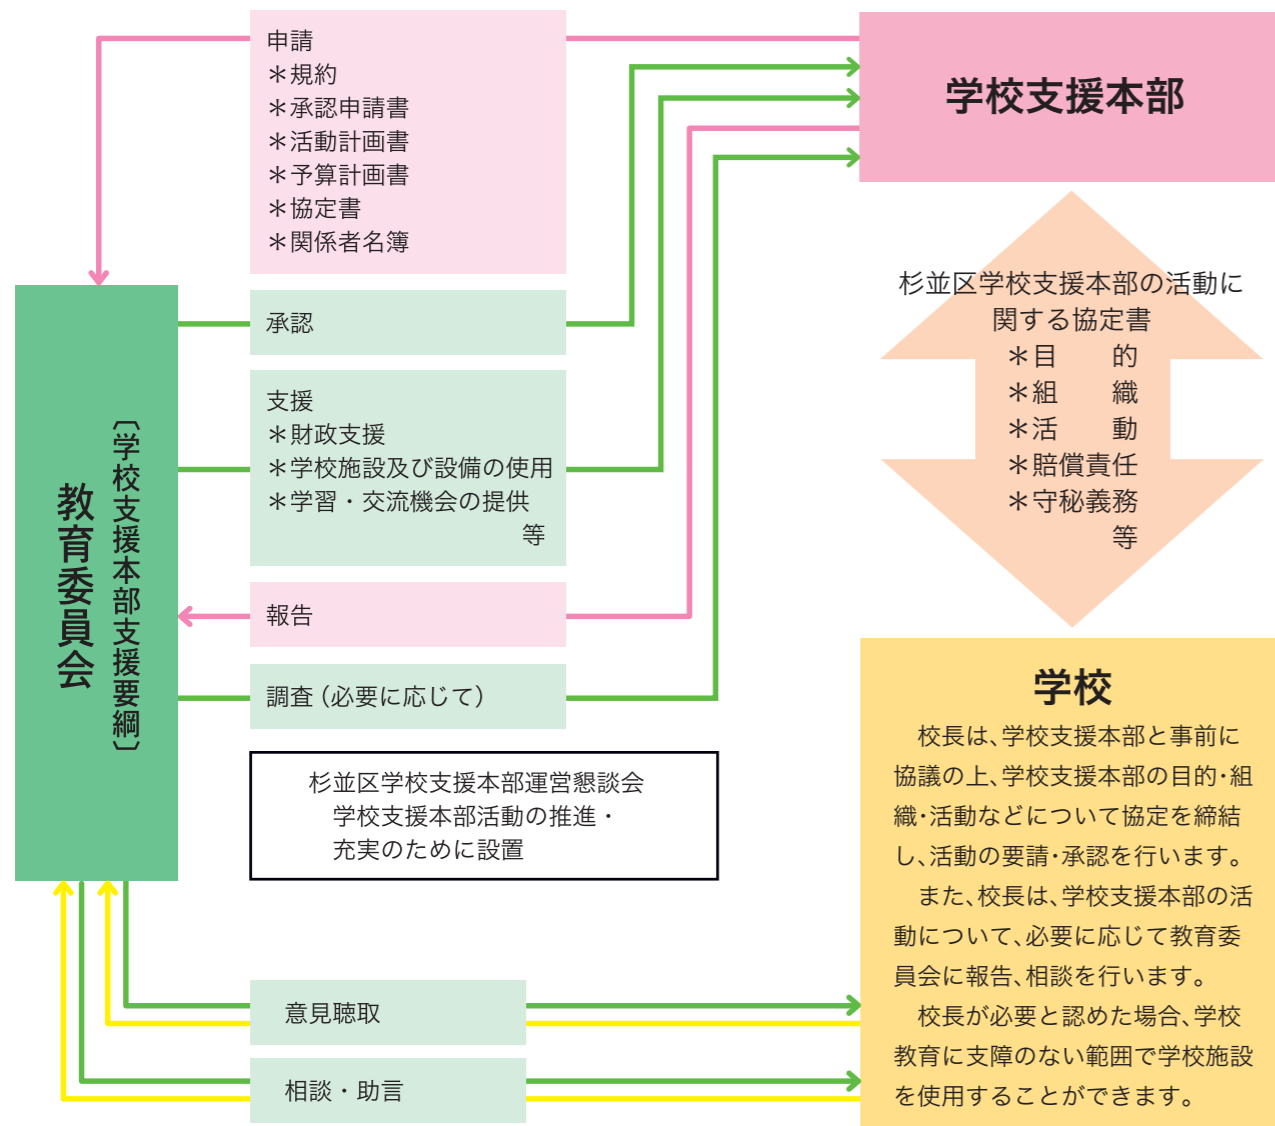 申請
＊規約
＊承認申請書
＊活動計画書
＊予算計画書
＊協定書
＊関係者名簿
学校支援本部
承認
支援
＊財政支援
＊学校施設及び設備の使用
＊学習・交流機会の提供
等
報告
調査（必要に応じて）
教育委員会
〔学校支援本部支援要綱〕
杉並区学校支援本部の活動に
関する協定書
＊目　　的
＊組　　織
＊活　　動
＊賠償責任
＊守秘義務
等
杉並区学校支援本部運営懇談会
学校支援本部活動の推進・
充実のために設置
学校
　校長は、学校支援本部と事前に
協議の上、学校支援本部の目的・組
織・活動などについて協定を締結
し、活動の要請・承認を行います。
　また、校長は、学校支援本部の活
動について、必要に応じて教育委
員会に報告、相談を行います。
　校長が必要と認めた場合、学校
教育に支障のない範囲で学校施設
を使用することができます。
意見聴取
相談・助言